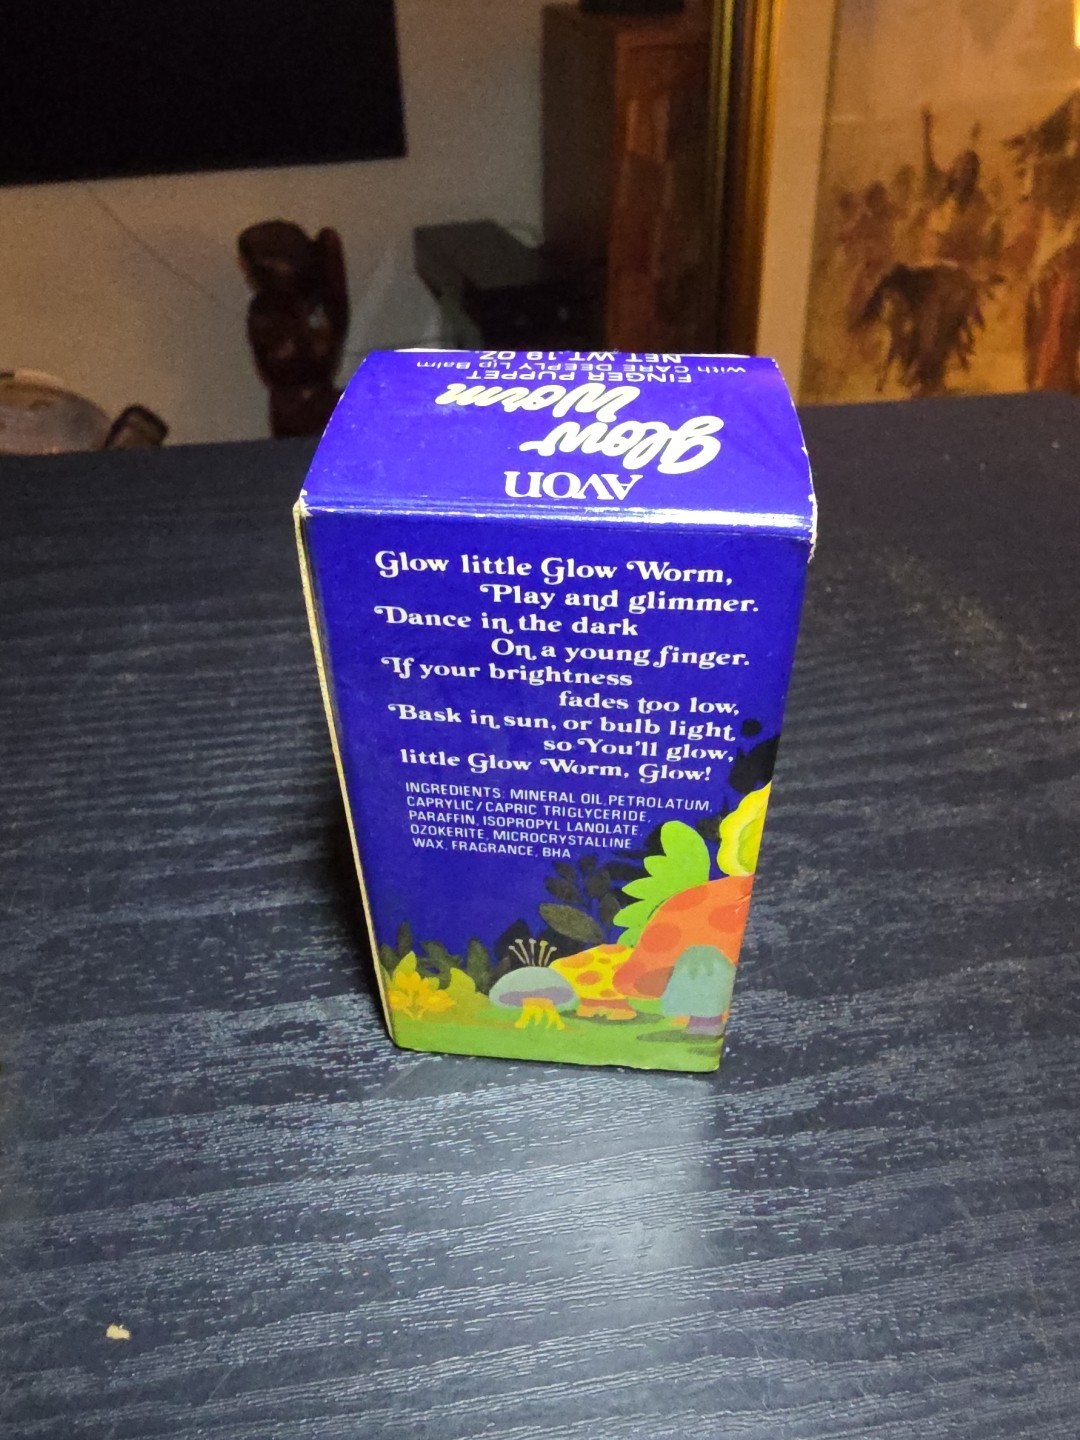 AVON
Glow
Worm
FINGER PUPPET
with CARE DEEPLY Lip Balm
NET WT .19 OZ.
Glow little Glow Worm,
Play and glimmer.
Dance in the dark
On a young finger.
If your brightness
fades too low,
Bask in sun, or bulb light
so You'll glow,
little Glow Worm, Glow!
INGREDIENTS: MINERAL OIL, PETROLATUM,
CAPRYLIC/CAPRIC TRIGLYCERIDE,
PARAFFIN, ISOPROPYL LANOLATE,
OZOKERITE, MICROCRYSTALLINE
WAX, FRAGRANCE, BHA